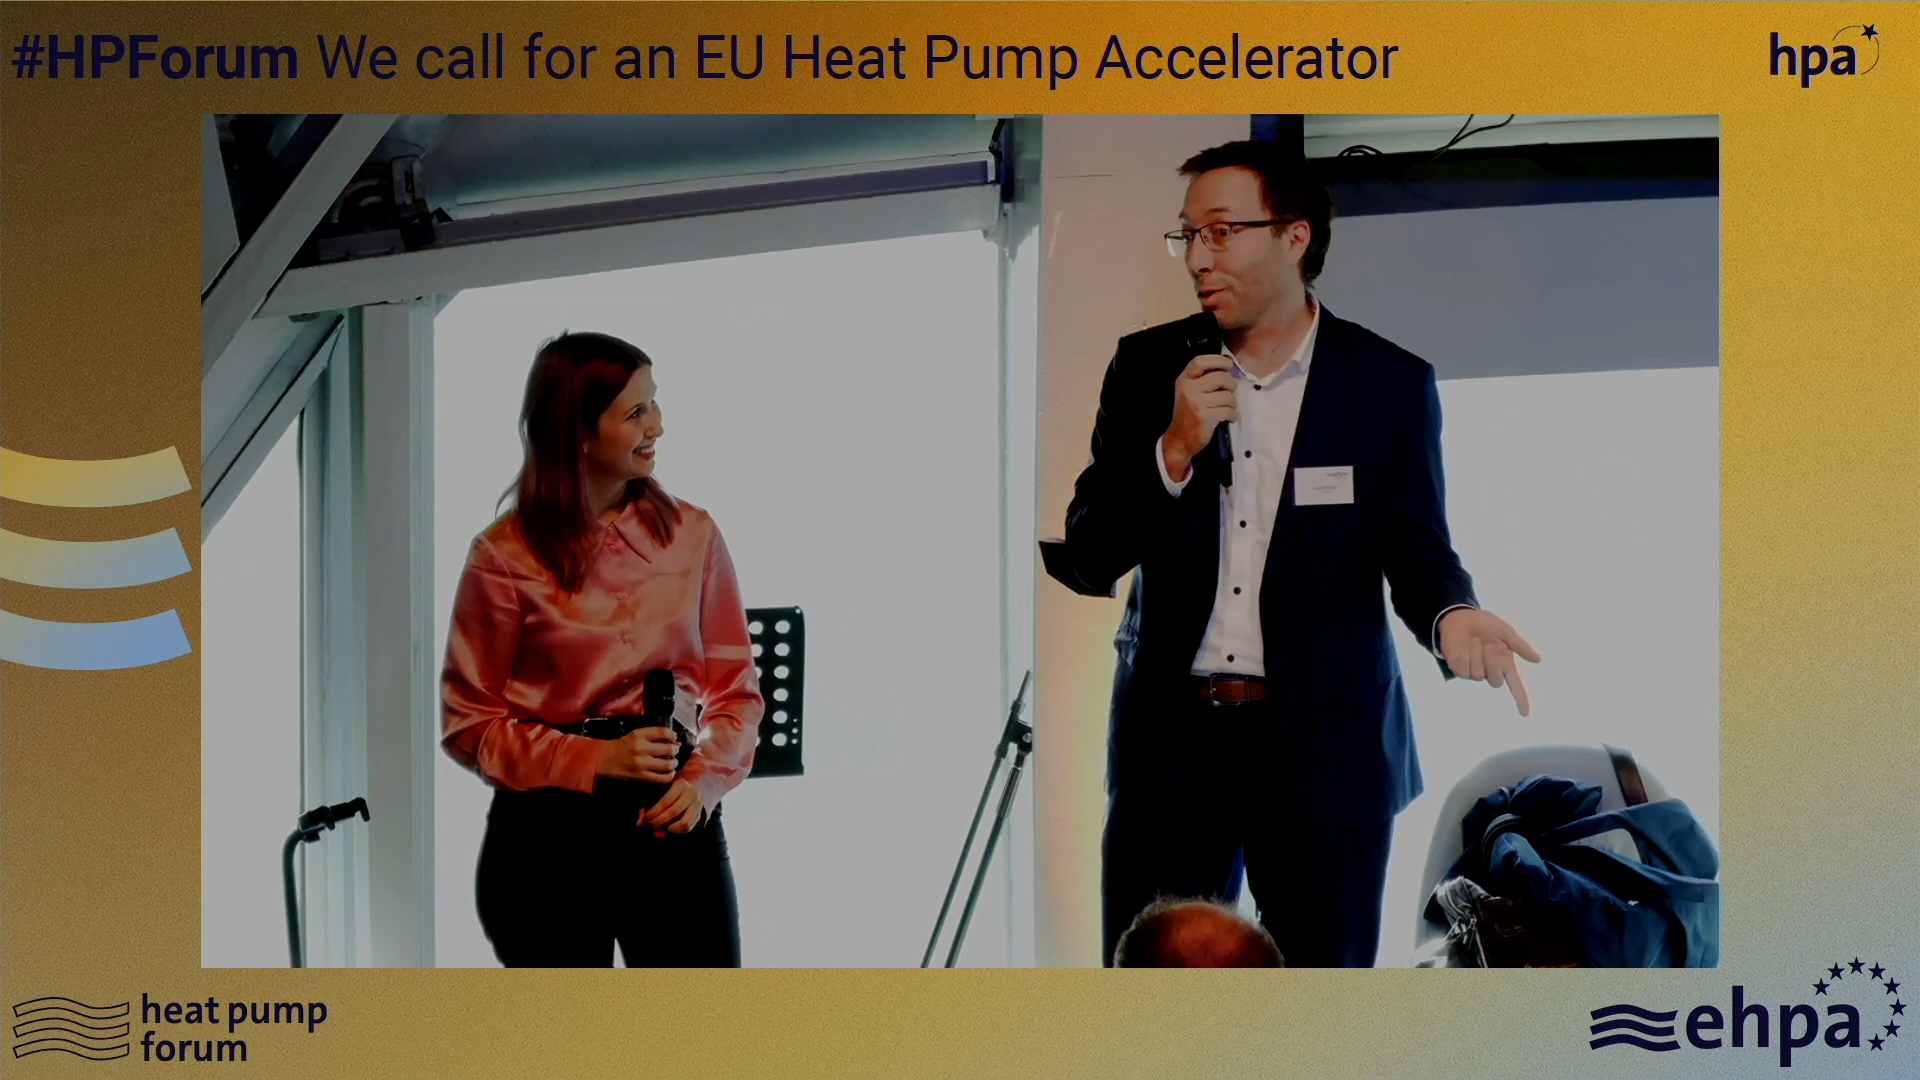 #HPForum We call for an EU Heat Pump Accelerator
hpa
heat pump
forum
ehpa